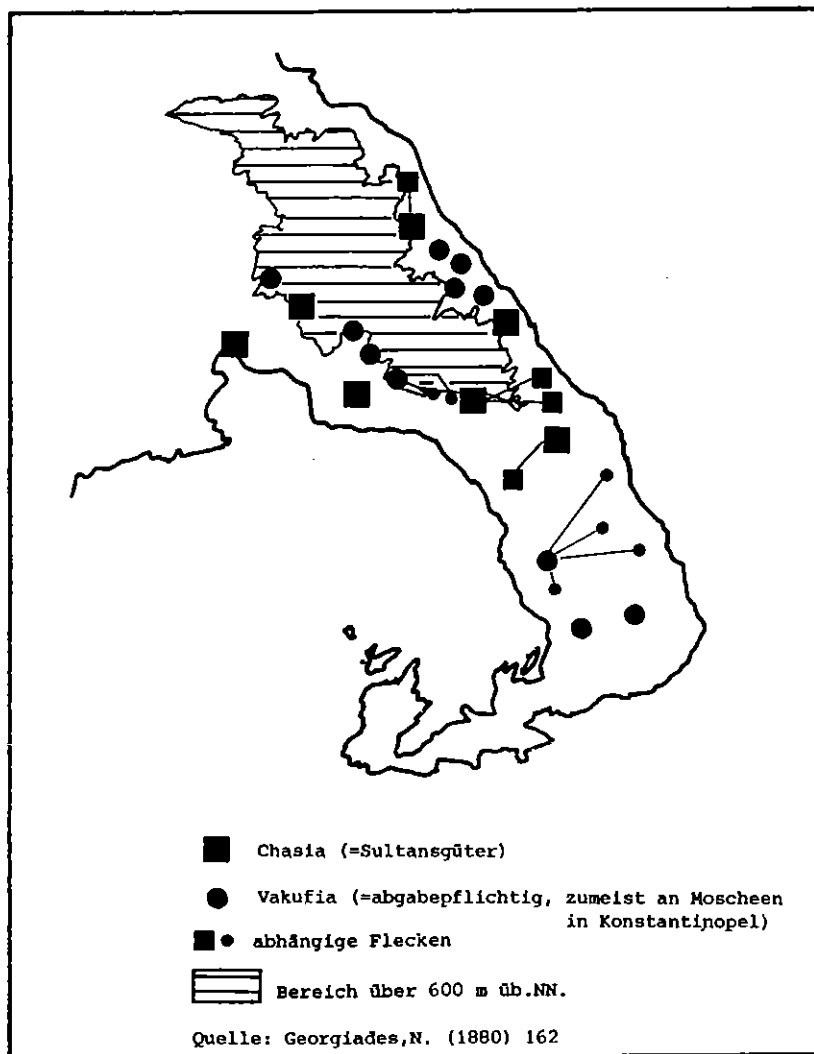 Chasia (=Sultansgüter)
Vakufia (=abgabepflichtig, zumeist an Moscheen
in Konstantinopel)
abhängige Flecken
Bereich über 600 m üb.NN.
Quelle: Georgiades,N. (1880) 162